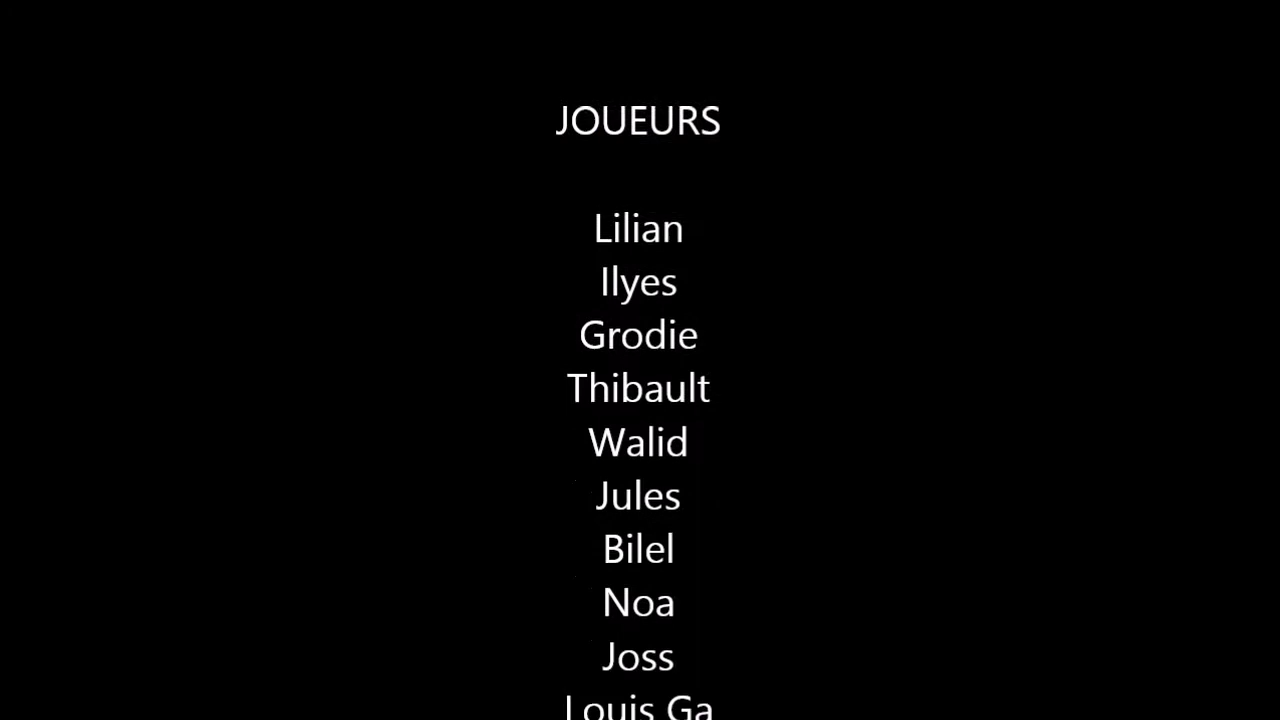 JOUEURS
Lilian
Ilyes
Grodie
Thibault
Walid
Jules
Bilel
Noa
Joss
Louis Ga